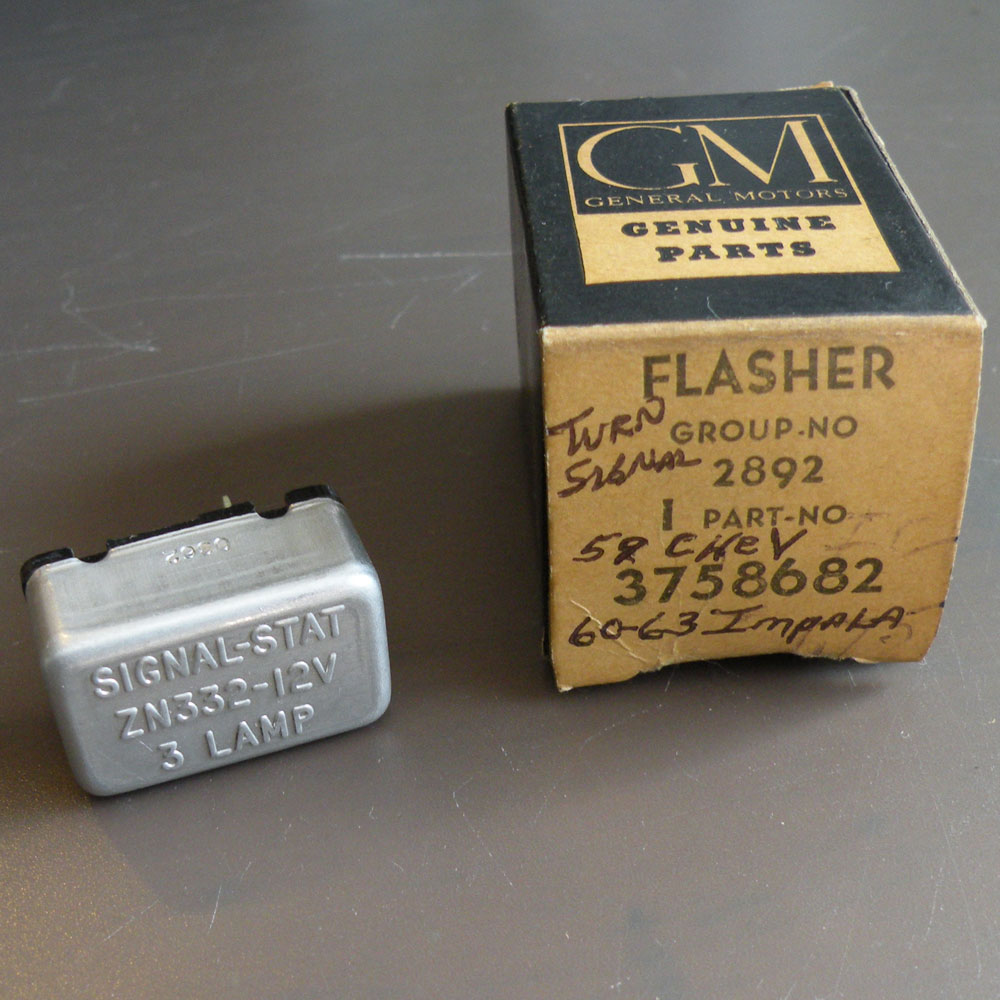 GM
GENERAL MOTORS
GENUINE
PARTS
FLASHER
TURN
SIGNAL
GROUP-NO
2892
1 PART-NO
58 CHEV
3758682
60-63 IMPALA
SIGNAL-STAT
ZN332-12V
3 LAMP